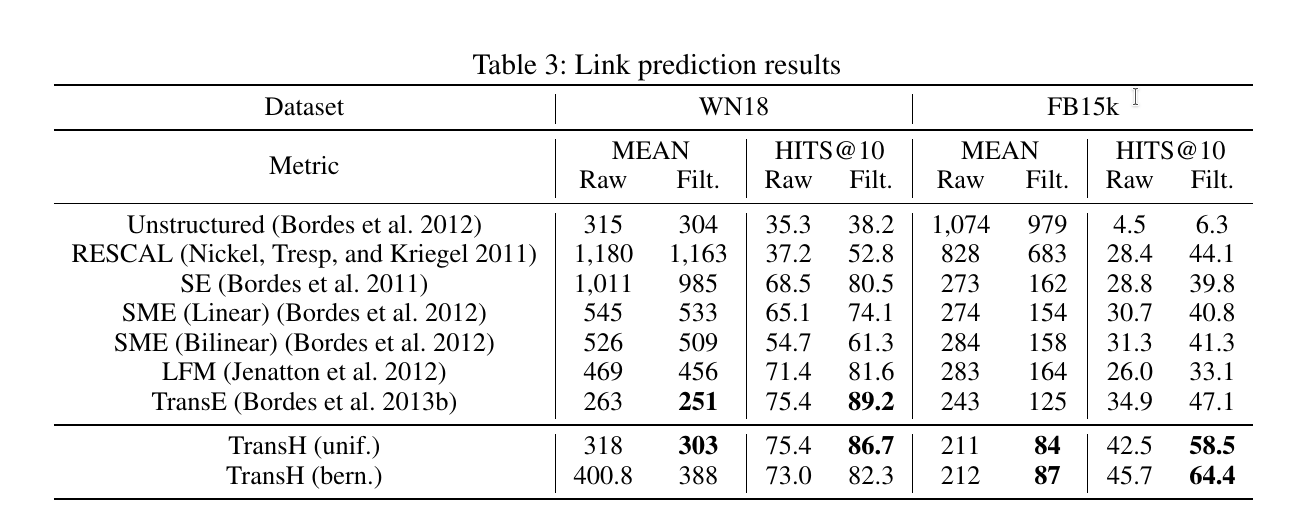 Table 3: Link prediction results
Dataset WN18 FB15k
Metric MEAN HITS@10 MEAN HITS@10
Raw Filt. Raw Filt. Raw Filt. Raw Filt.
Unstructured (Bordes et al. 2012) 315 304 35.3 38.2 1,074 979 4.5 6.3
RESCAL (Nickel, Tresp, and Kriegel 2011) 1,180 1,163 37.2 52.8 828 683 28.4 44.1
SE (Bordes et al. 2011) 1,011 985 68.5 80.5 273 162 28.8 39.8
SME (Linear) (Bordes et al. 2012) 545 533 65.1 74.1 274 154 30.7 40.8
SME (Bilinear) (Bordes et al. 2012) 526 509 54.7 61.3 284 158 31.3 41.3
LFM (Jenatton et al. 2012) 469 456 71.4 81.6 283 164 26.0 33.1
TransE (Bordes et al. 2013b) 263 251 75.4 89.2 243 125 34.9 47.1
TransH (unif.) 318 303 75.4 86.7 211 84 42.5 58.5
TransH (bern.) 400.8 388 73.0 82.3 212 87 45.7 64.4